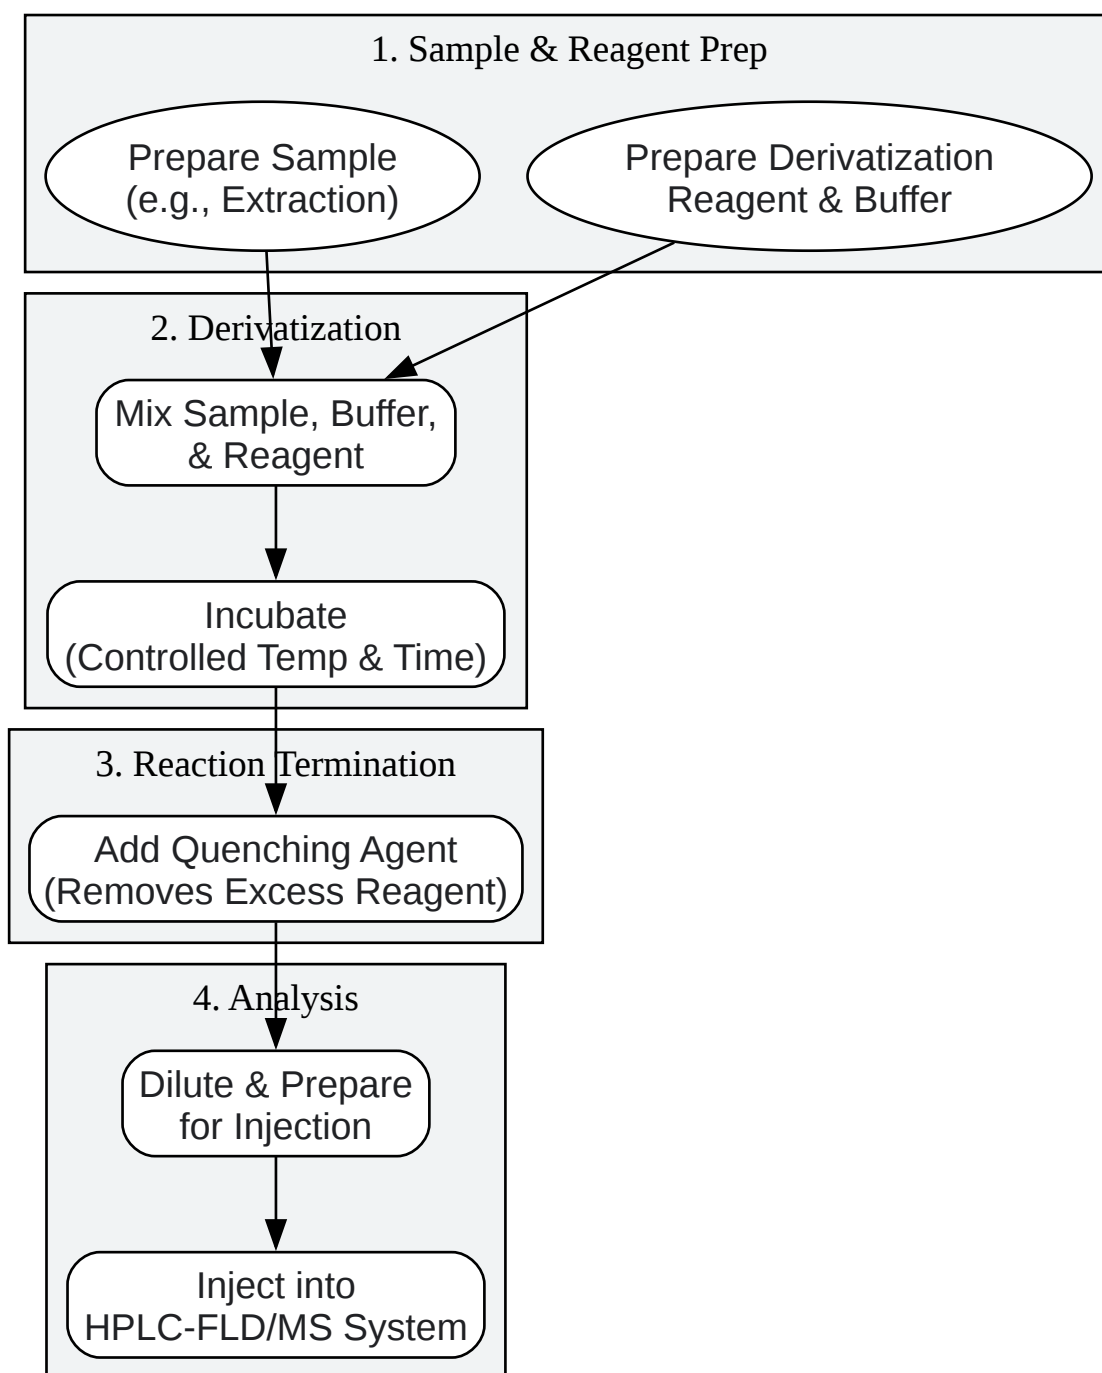 1. Sample & Reagent Prep
Prepare Sample
(e.g., Extraction)
Prepare Derivatization
Reagent & Buffer
2. Derivatization
Mix Sample, Buffer,
& Reagent
Incubate
(Controlled Temp & Time)
3. Reaction Termination
Add Quenching Agent
(Removes Excess Reagent)
4. Analysis
Dilute & Prepare
for Injection
Inject into
HPLC-FLD/MS System